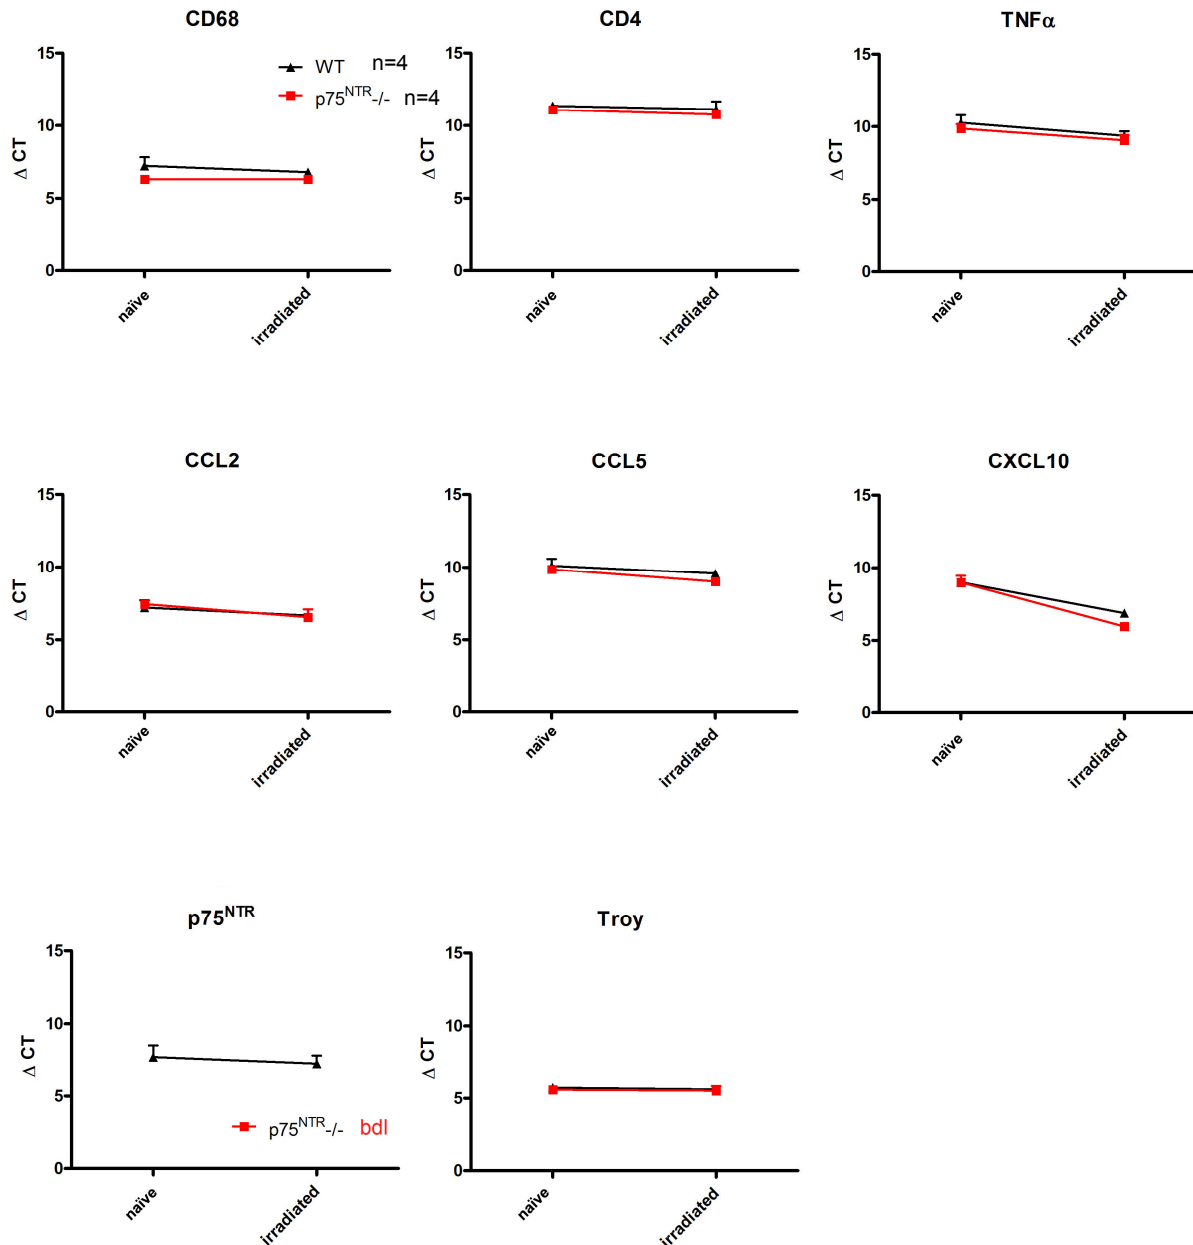 CD68
15
10
5
0
Δ CT
WT n=4
p75NTR-/- n=4
naïve
irradiated
CD4
15
10
5
0
Δ CT
naïve
irradiated
TNFα
15
10
5
0
Δ CT
naïve
irradiated
CCL2
15
10
5
0
Δ CT
naïve
irradiated
CCL5
15
10
5
0
Δ CT
naïve
irradiated
CXCL10
15
10
5
0
Δ CT
naïve
irradiated
p75NTR
15
10
5
0
Δ CT
p75NTR-/- bdl
naïve
irradiated
Troy
15
10
5
0
Δ CT
naïve
irradiated